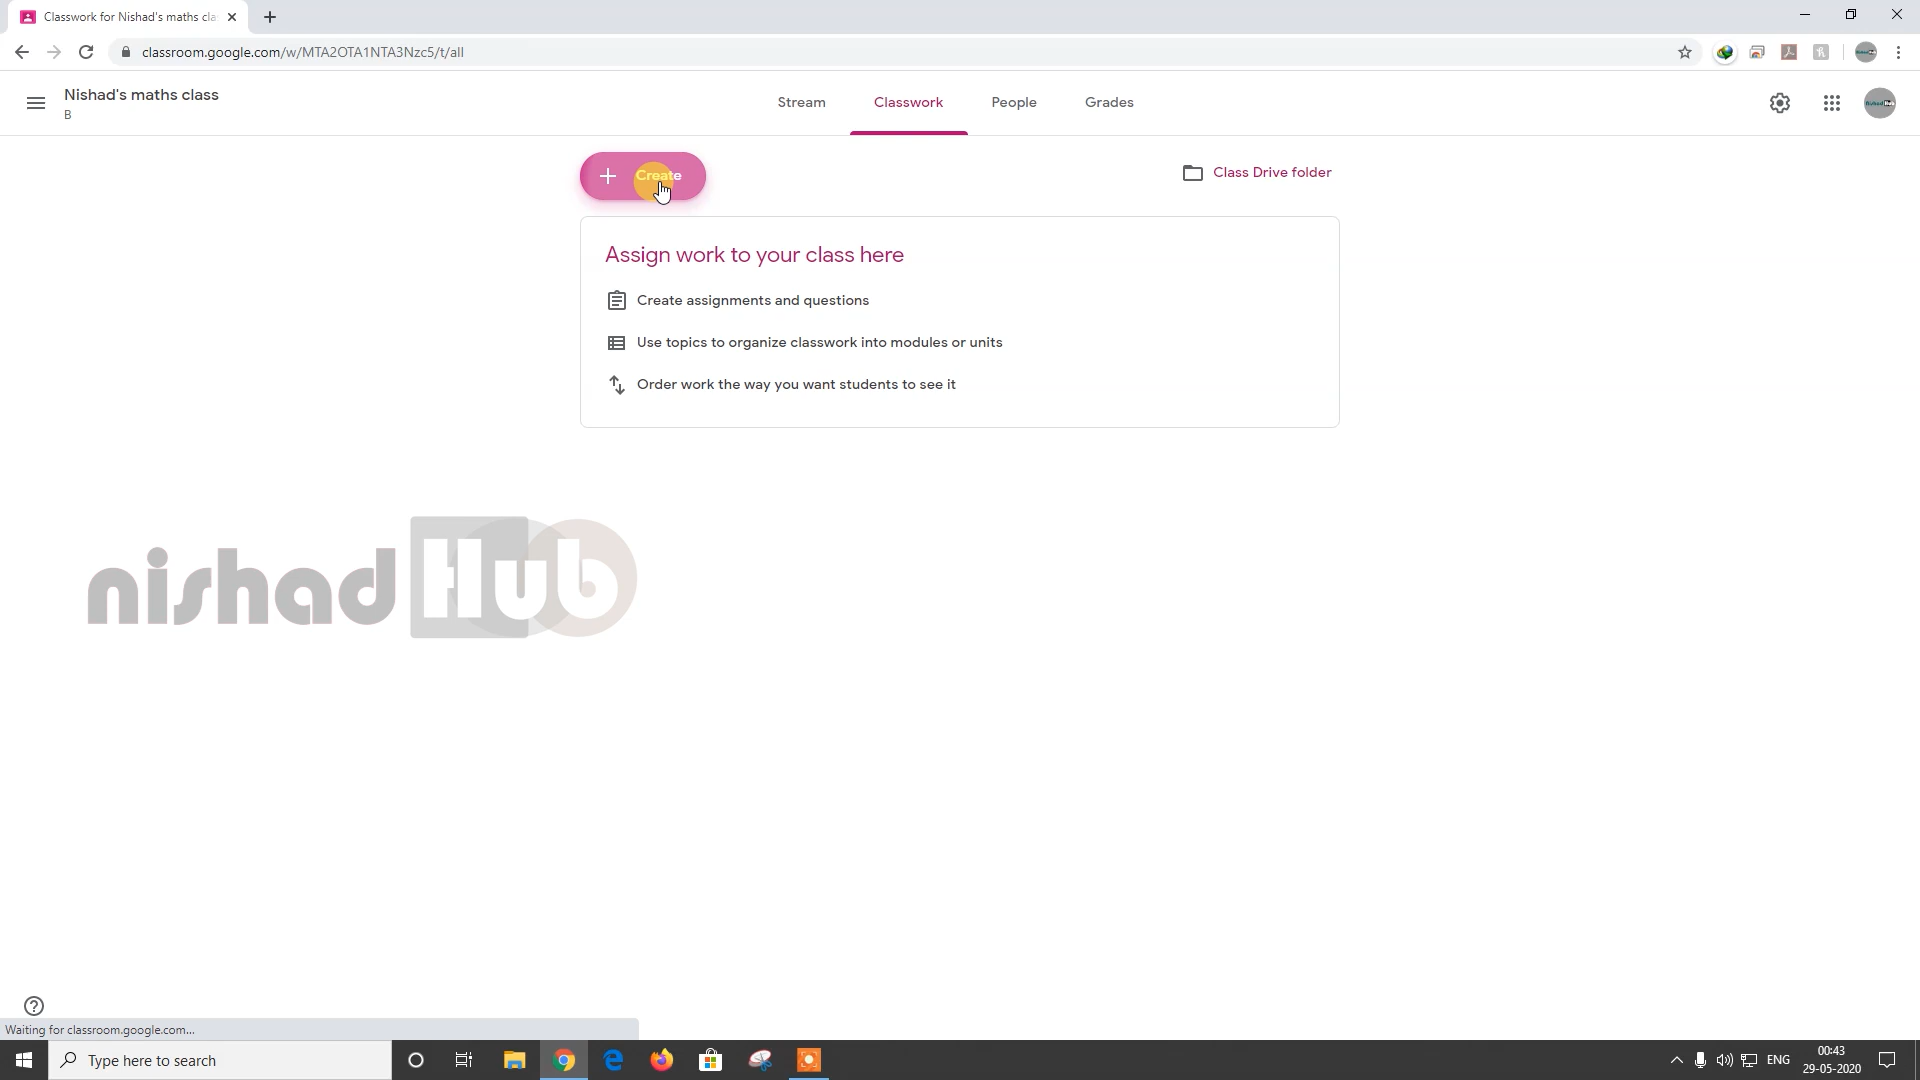 Classwork for Nishad's maths cla
classroom.google.com/w/MTA2OTA1NTA3Nzc5/t/all
Nishad's maths class
B
Stream
Classwork
People
Grades
Create
Class Drive folder
Assign work to your class here
Create assignments and questions
Use topics to organize classwork into modules or units
Order work the way you want students to see it
nishadHub
Waiting for classroom.google.com...
Type here to search
ENG
00:43
29-05-2020